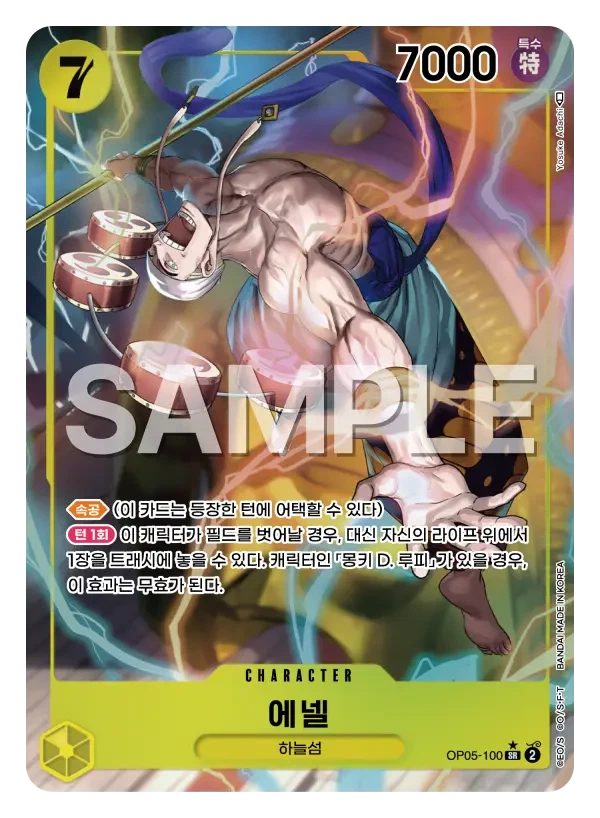 7
7000
특수
特
Yosuke Adachi
SAMPLE
속공 (이 카드는 등장한 턴에 어택할 수 있다)
턴 1회 이 캐릭터가 필드를 벗어날 경우, 대신 자신의 라이프 위에서
1장을 트래시에 놓을 수 있다. 캐릭터인 「몽키 D. 루피」가 있을 경우,
이 효과는 무효가 된다.
CHARACTER
에넬
하늘섬
OP05-100 ★ SR 2
©EO/S ©O/S·F·T BANDAI MADE IN KOREA